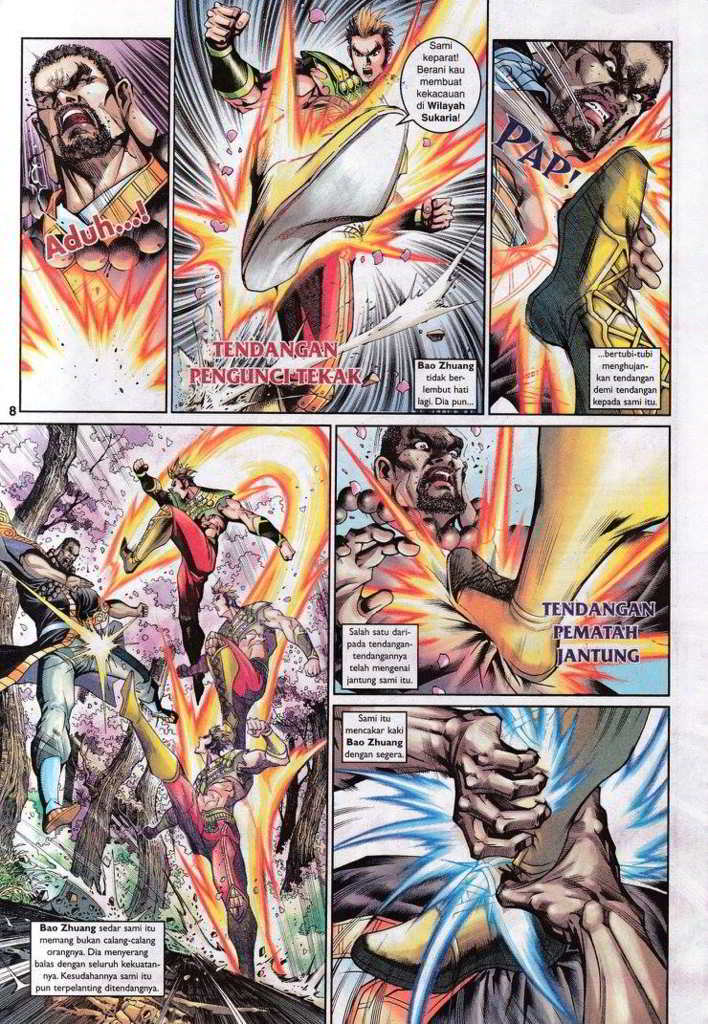 Aduh...!
Sami
keparat!
Berani kau
membuat
kekacauan
di Wilayah
Sukaria!
TENDANGAN
PENGUNCI TEKAK
Bao Zhuang
tidak ber-
lembut hati
lagi. Dia pun...
PAP!
...bertubi-tubi
menghujan-
kan tendangan
demi tendangan
kepada sami itu.
8
Bao Zhuang sedar sami itu
memang bukan calang-calang
orangnya. Dia menyerang
balas dengan seluruh kekuatan-
nya. Kesudahannya sami itu
pun terpelanting ditendangnya.
Salah satu dari-
pada tendangan-
tendangannya
telah mengenai
jantung sami itu.
TENDANGAN
PEMATAH
JANTUNG
Sami itu
mencakar kaki
Bao Zhuang
dengan segera.